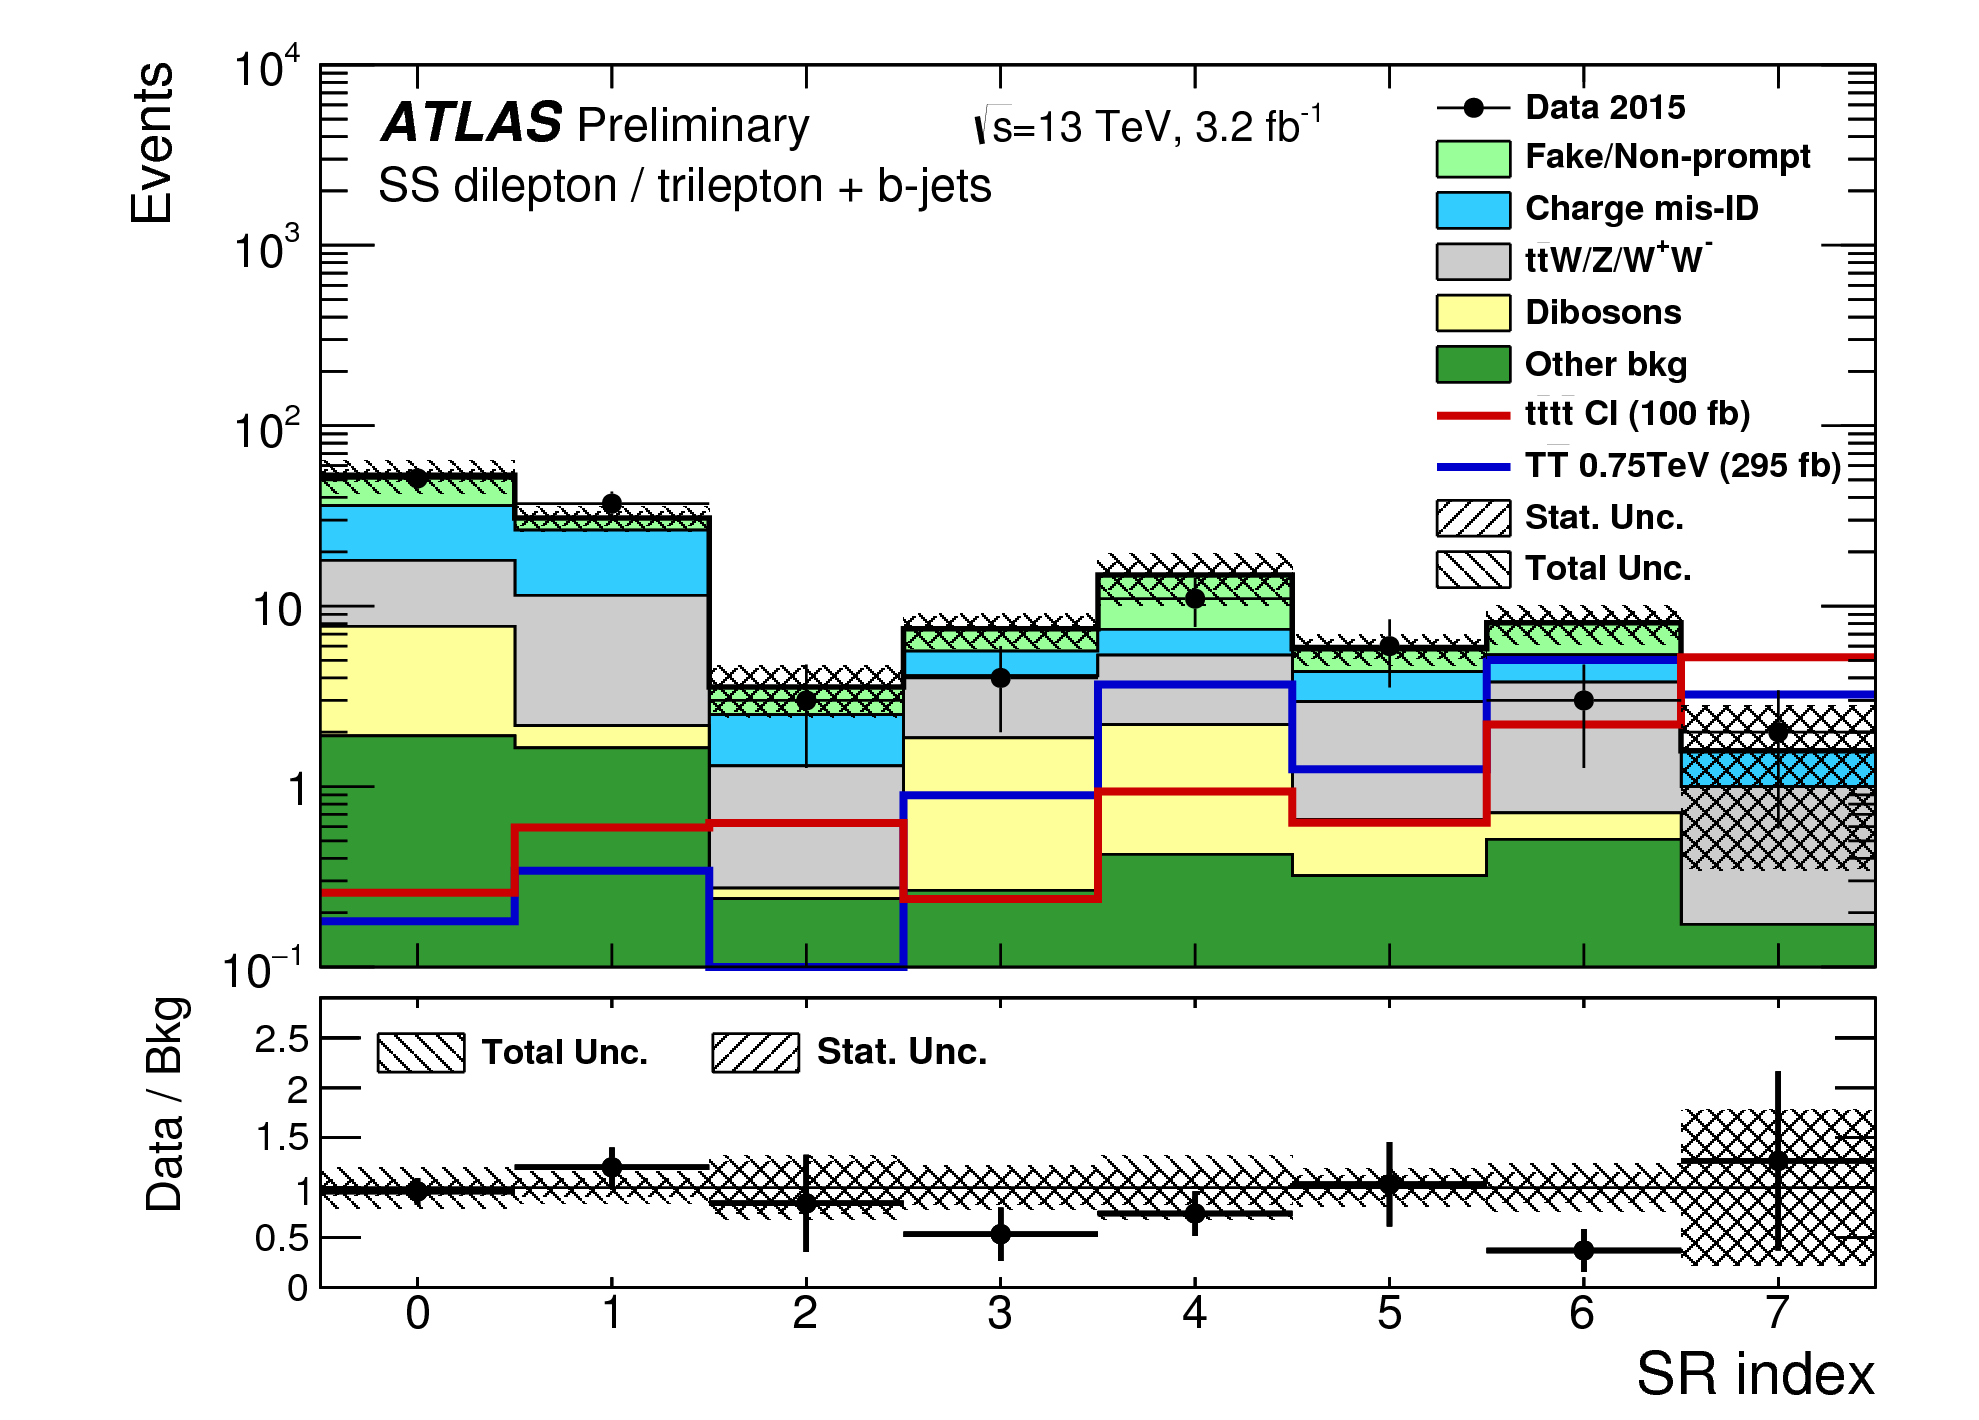 Events
10⁴
10³
10²
10
1
10⁻¹
ATLAS Preliminary
√s=13 TeV, 3.2 fb⁻¹
SS dilepton / trilepton + b-jets
Data 2015
Fake/Non-prompt
Charge mis-ID
tt̄W/Z/W⁺W⁻
Dibosons
Other bkg
tt̄tt̄ CI (100 fb)
TT̄ 0.75TeV (295 fb)
Stat. Unc.
Total Unc.
Data / Bkg
2.5
2
1.5
1
0.5
0
Total Unc. Stat. Unc.
0 1 2 3 4 5 6 7
SR index